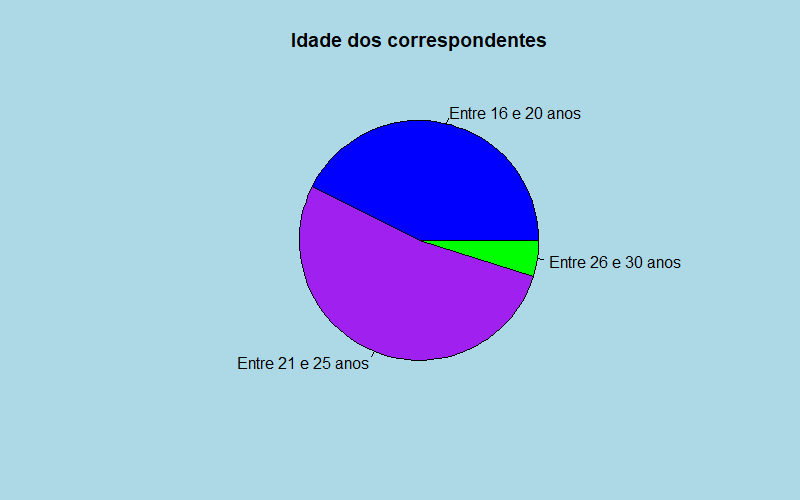 Idade dos correspondentes
Entre 16 e 20 anos
Entre 26 e 30 anos
Entre 21 e 25 anos